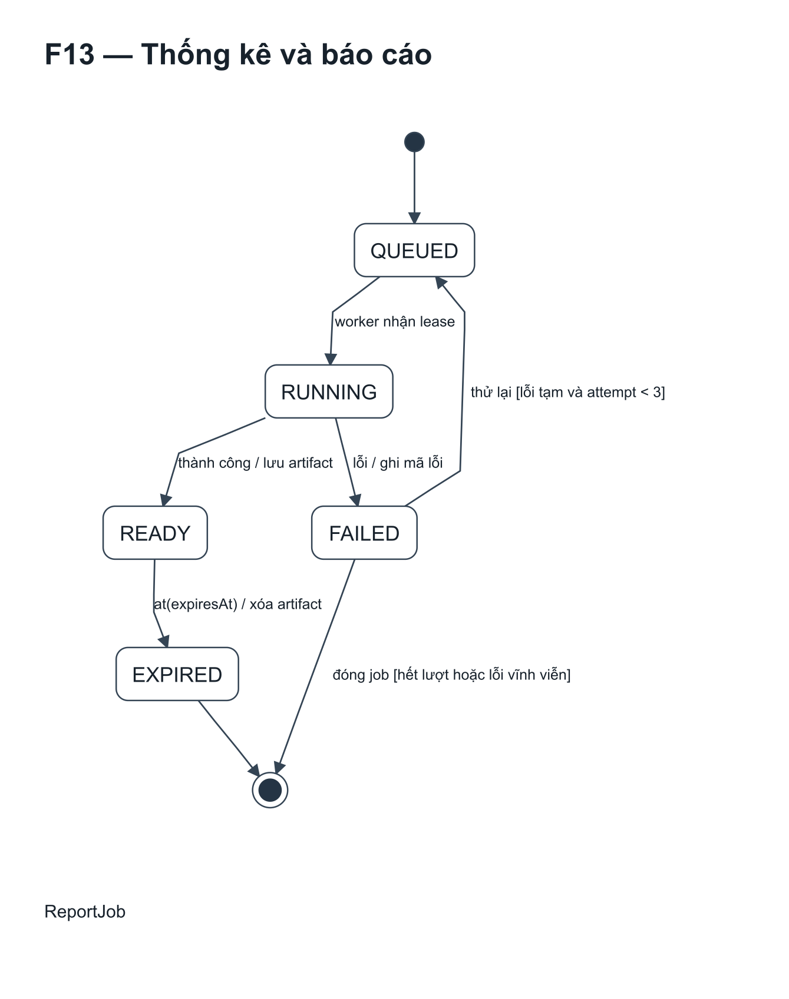 F13 — Thống kê và báo cáo
QUEUED
worker nhận lease
RUNNING
thử lại [lỗi tạm và attempt < 3]
thành công / lưu artifact
lỗi / ghi mã lỗi
READY
FAILED
at(expiresAt) / xóa artifact
EXPIRED
đóng job [hết lượt hoặc lỗi vĩnh viễn]
ReportJob